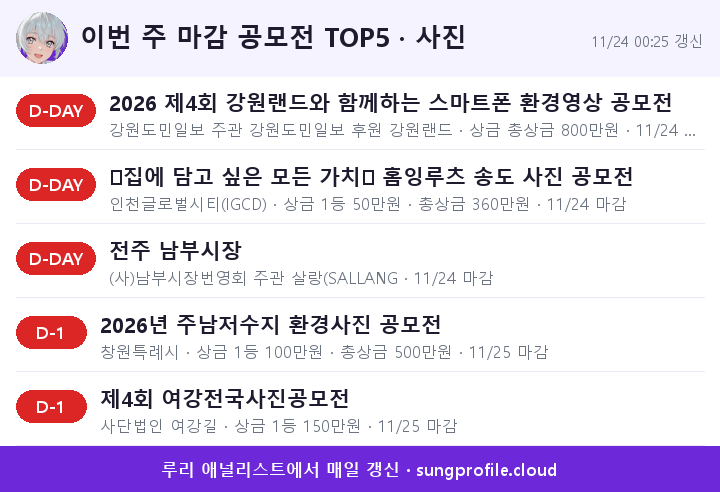 이번 주 마감 공모전 TOP5 · 사진
11/24 00:25 갱신
D-DAY
2026 제4회 강원랜드와 함께하는 스마트폰 환경영상 공모전
강원도민일보 주관 강원도민일보 후원 강원랜드 · 상금 총상금 800만원 · 11/24 ...
D-DAY
집에 담고 싶은 모든 가치 홈잉루츠 송도 사진 공모전
인천글로벌시티(IGCD) · 상금 1등 50만원 · 총상금 360만원 · 11/24 마감
D-DAY
전주 남부시장
(사)남부시장번영회 주관 살랑(SALLANG · 11/24 마감
D-1
2026년 주남저수지 환경사진 공모전
창원특례시 · 상금 1등 100만원 · 총상금 500만원 · 11/25 마감
D-1
제4회 여강전국사진공모전
사단법인 여강길 · 상금 1등 150만원 · 11/25 마감
루리 애널리스트에서 매일 갱신 · sungprofile.cloud